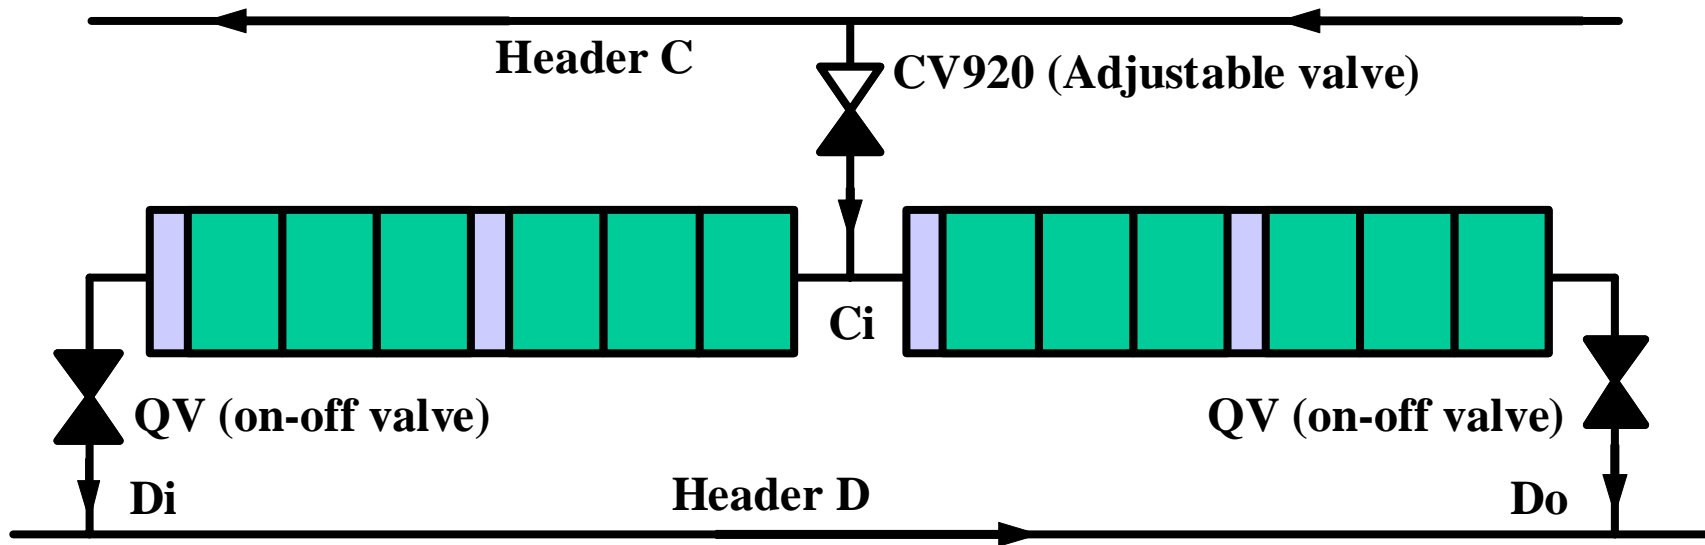 Header C
CV920 (Adjustable valve)
Ci
QV (on-off valve)
QV (on-off valve)
Di
Header D
Do